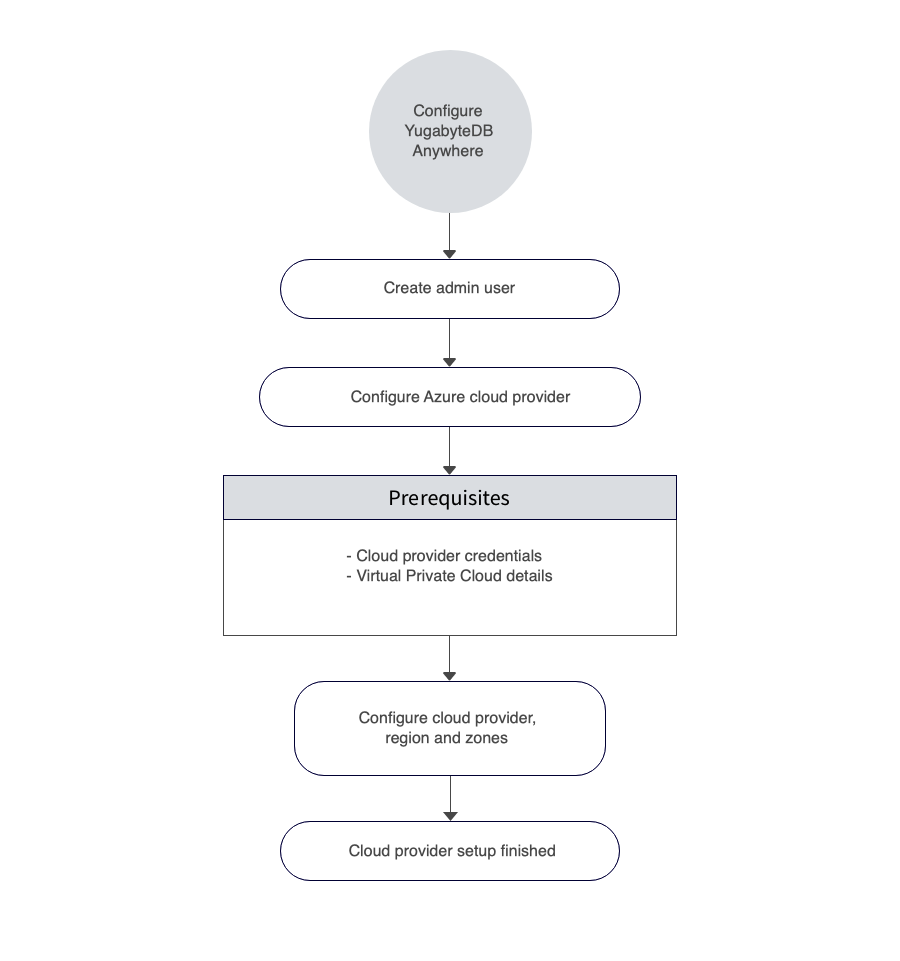 Configure
YugabyteDB
Anywhere
Create admin user
Configure Azure cloud provider
Prerequisites
- Cloud provider credentials
- Virtual Private Cloud details
Configure cloud provider,
region and zones
Cloud provider setup finished